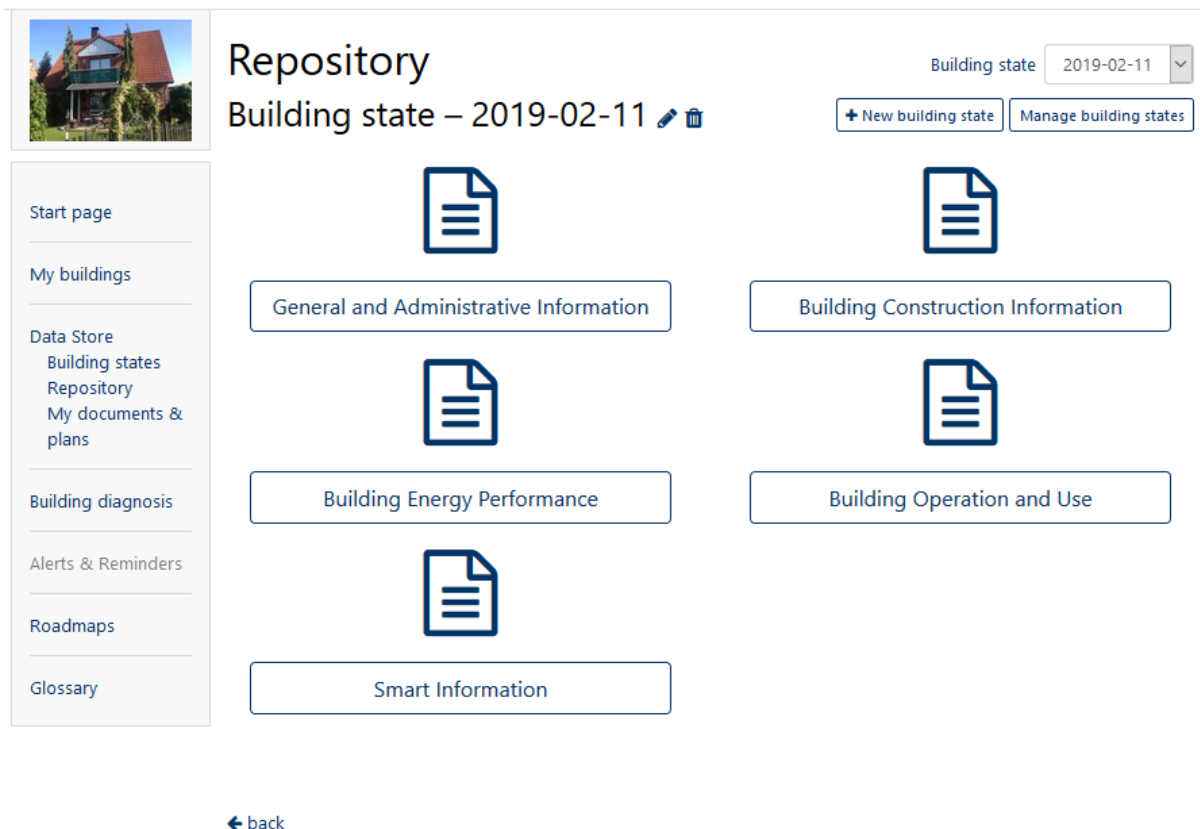 Repository
Building state
2019-02-11
Building state – 2019-02-11
New building state
Manage building states
Start page
My buildings
Data Store
Building states
Repository
My documents &
plans
Building diagnosis
Alerts & Reminders
Roadmaps
Glossary
General and Administrative Information
Building Construction Information
Building Energy Performance
Building Operation and Use
Smart Information
back